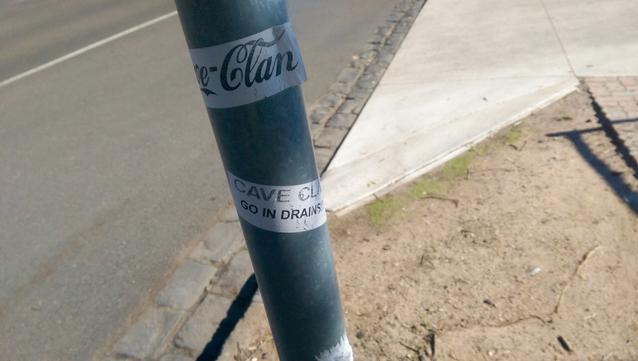 e-Clan
CAVE CL
GO IN DRAINS